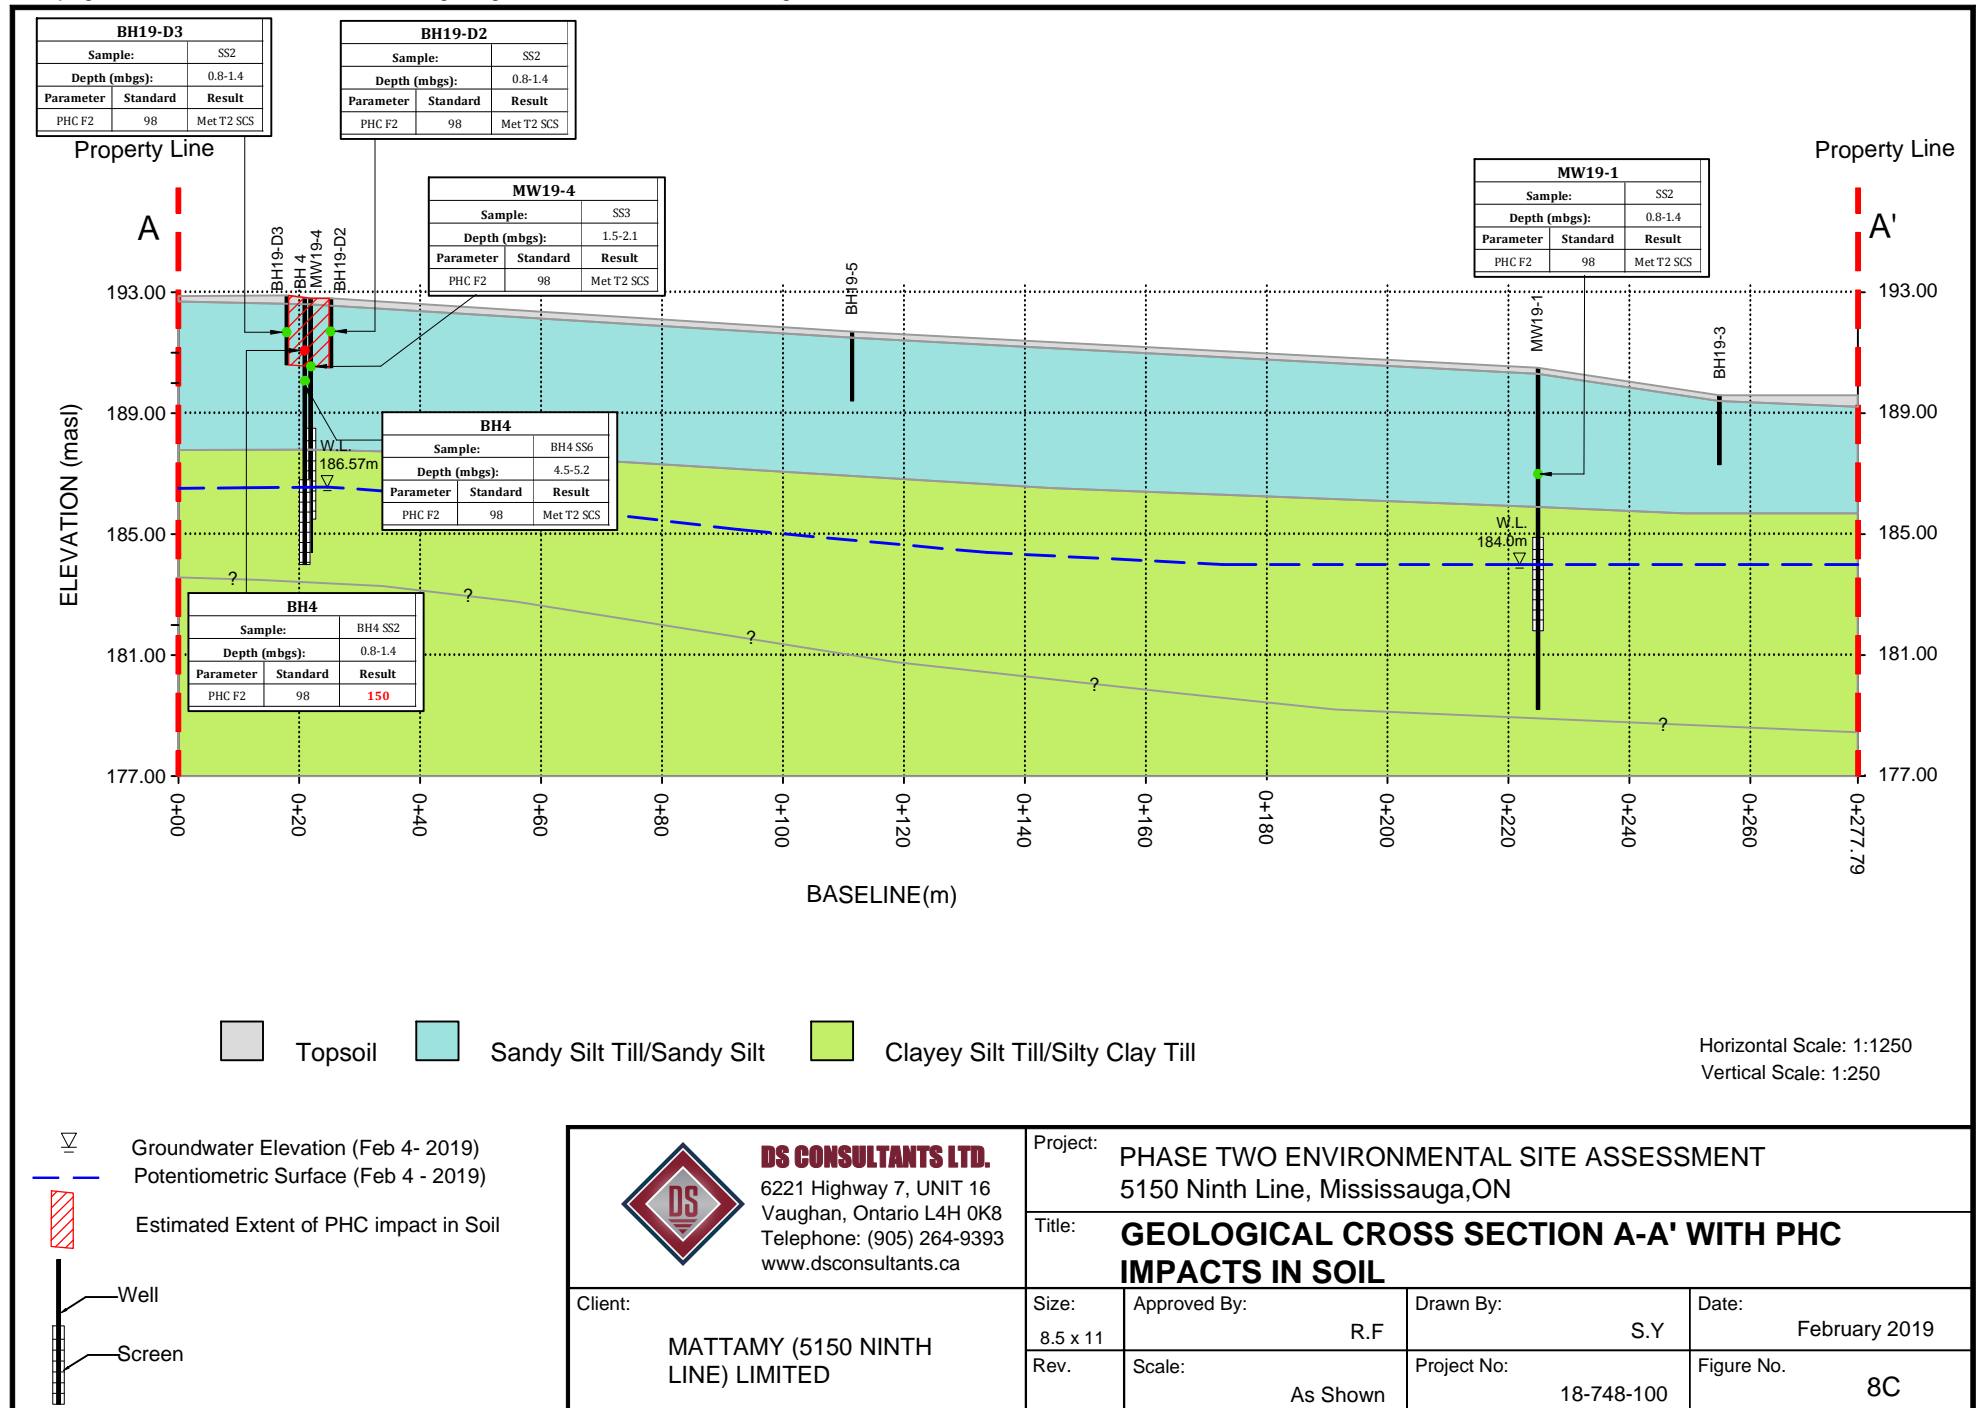 BH19-D3
Sample: SS2
Depth (mbgs): 0.8-1.4
Parameter Standard Result
PHC F2 98 Met T2 SCS
BH19-D2
Sample: SS2
Depth (mbgs): 0.8-1.4
Parameter Standard Result
PHC F2 98 Met T2 SCS
Property Line
Property Line
MW19-4
Sample: SS3
Depth (mbgs): 1.5-2.1
Parameter Standard Result
PHC F2 98 Met T2 SCS
MW19-1
Sample: SS2
Depth (mbgs): 0.8-1.4
Parameter Standard Result
PHC F2 98 Met T2 SCS
A
A'
BH19-D3
BH 4
MW19-4
BH19-D2
BH19-5
MW19-1
BH19-3
193.00
189.00
185.00
181.00
177.00
ELEVATION (masl)
193.00
189.00
185.00
181.00
177.00
W.L.
186.57m
BH4
Sample: BH4 SS6
Depth (mbgs): 4.5-5.2
Parameter Standard Result
PHC F2 98 Met T2 SCS
W.L.
184.0m
BH4
Sample: BH4 SS2
Depth (mbgs): 0.8-1.4
Parameter Standard Result
PHC F2 98 150
?
?
?
?
?
0+00
0+20
0+40
0+60
0+80
0+100
0+120
0+140
0+160
0+180
0+200
0+220
0+240
0+260
0+277.79
BASELINE(m)
Topsoil
Sandy Silt Till/Sandy Silt
Clayey Silt Till/Silty Clay Till
Horizontal Scale: 1:1250
Vertical Scale: 1:250
Groundwater Elevation (Feb 4- 2019)
Potentiometric Surface (Feb 4 - 2019)
Estimated Extent of PHC impact in Soil
Well
Screen
DS
DS CONSULTANTS LTD.
6221 Highway 7, UNIT 16
Vaughan, Ontario L4H 0K8
Telephone: (905) 264-9393
www.dsconsultants.ca
Project:
PHASE TWO ENVIRONMENTAL SITE ASSESSMENT
5150 Ninth Line, Mississauga,ON
Title:
GEOLOGICAL CROSS SECTION A-A' WITH PHC
IMPACTS IN SOIL
Client:
MATTAMY (5150 NINTH
LINE) LIMITED
Size:
8.5 x 11
Approved By:
R.F
Drawn By:
S.Y
Date:
February 2019
Rev.
Scale:
As Shown
Project No:
18-748-100
Figure No.
8C